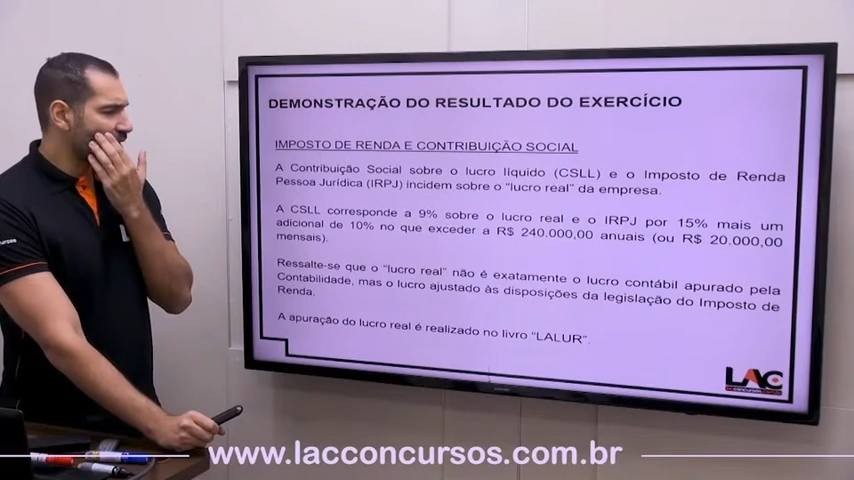 DEMONSTRAÇÃO DO RESULTADO DO EXERCÍCIO
IMPOSTO DE RENDA E CONTRIBUIÇÃO SOCIAL
A Contribuição Social sobre o lucro líquido (CSLL) e o Imposto de Renda
Pessoa Jurídica (IRPJ) incidem sobre o “lucro real” da empresa.
A CSLL corresponde a 9% sobre o lucro real e o IRPJ por 15% mais um
adicional de 10% no que exceder a R$ 240.000,00 anuais (ou R$ 20.000,00
mensais).
Ressalte-se que o “lucro real” não é exatamente o lucro contábil apurado pela
Contabilidade, mas o lucro ajustado às disposições da legislação do Imposto de
Renda.
A apuração do lucro real é realizado no livro “LALUR”.
LAC
www.lacconcursos.com.br